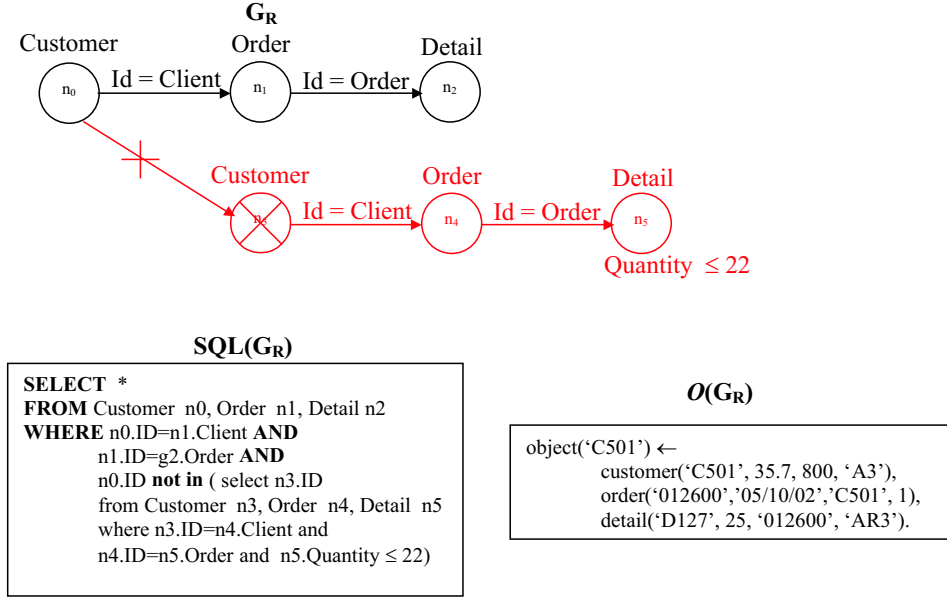 G_R
Customer Order Detail
n₀ Id = Client n₁ Id = Order n₂
Customer Order Detail
n₃ Id = Client n₄ Id = Order n₅
Quantity ≤ 22
SQL(G_R)
SELECT *
FROM Customer n0, Order n1, Detail n2
WHERE n0.ID=n1.Client AND
n1.ID=g2.Order AND
n0.ID not in ( select n3.ID
from Customer n3, Order n4, Detail n5
where n3.ID=n4.Client and
n4.ID=n5.Order and n5.Quantity ≤ 22)
O(G_R)
object(‘C501’) ←
customer(‘C501’, 35.7, 800, ‘A3’),
order(‘012600’,’05/10/02’,’C501’, 1),
detail(‘D127’, 25, ‘012600’, ‘AR3’).